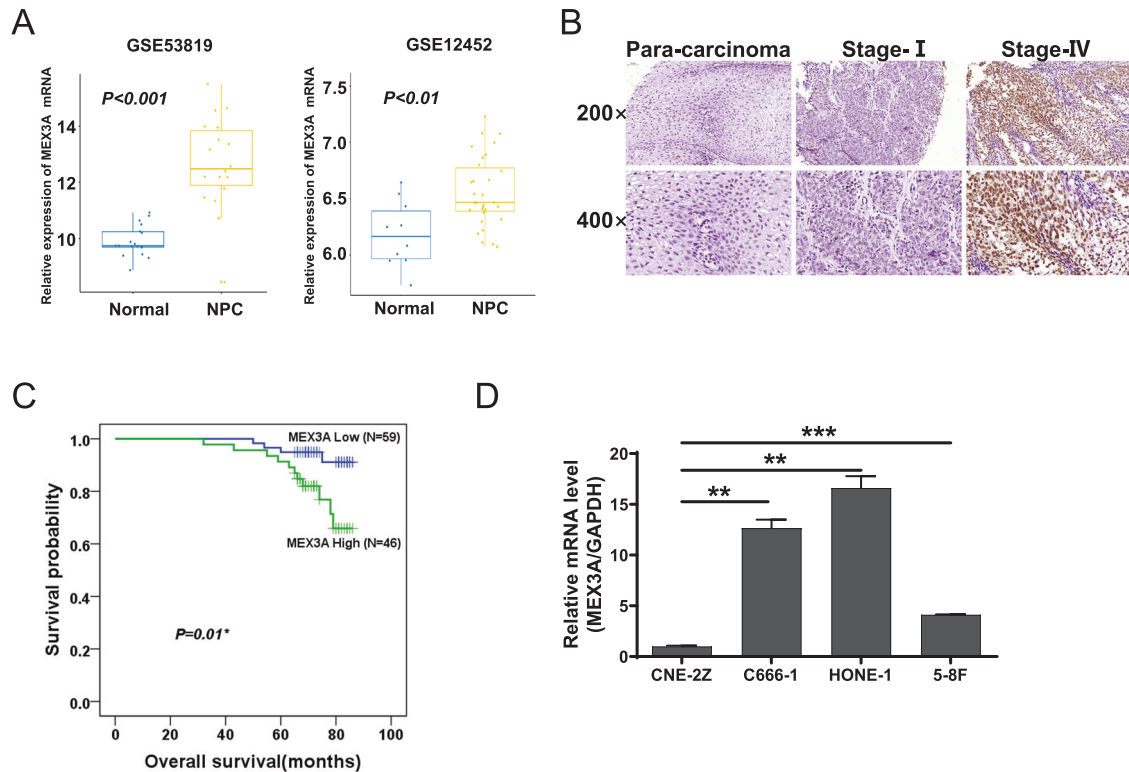 A
GSE53819
GSE12452
Relative expression of MEX3A mRNA
P<0.001
14
12
10
Normal
NPC
Relative expression of MEX3A mRNA
P<0.01
7.5
7.0
6.5
6.0
Normal
NPC
B
Para-carcinoma
Stage-Ⅰ
Stage-Ⅳ
200×
400×
C
Survival probability
1.0
0.8
0.6
0.4
0.2
0.0
MEX3A Low (N=59)
MEX3A High (N=46)
P=0.01*
0 20 40 60 80 100
Overall survival(months)
D
Relative mRNA level
(MEX3A/GAPDH)
20
15
10
5
0
***
**
**
CNE-2Z
C666-1
HONE-1
5-8F